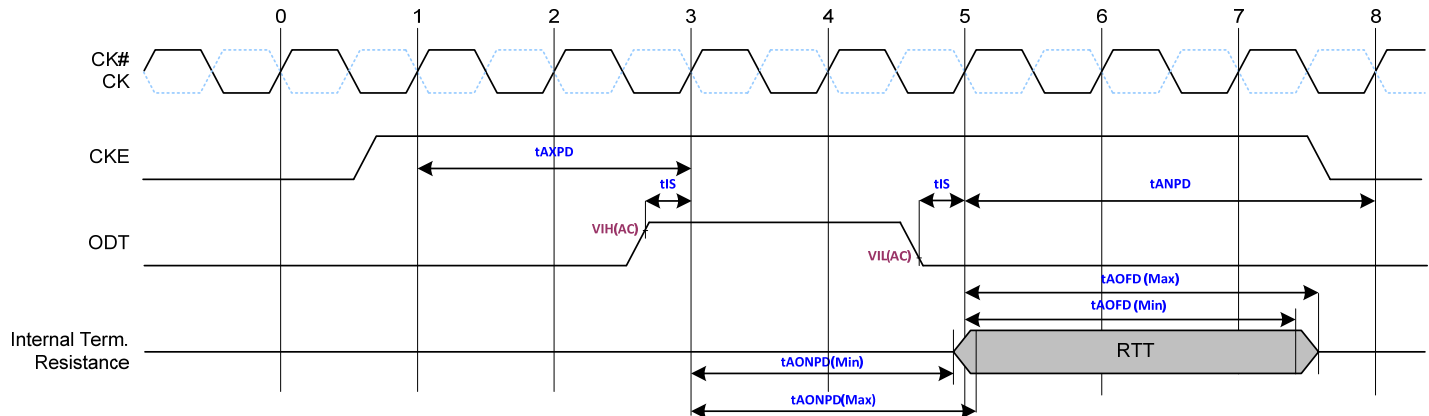 0 1 2 3 4 5 6 7 8
CK#
CK
CKE
tAXPD
tIS
tIS
tANPD
VIH(AC)
ODT
VIL(AC)
tAOFD (Max)
tAOFD (Min)
Internal Term.
Resistance
RTT
tAONPD(Min)
tAONPD(Max)